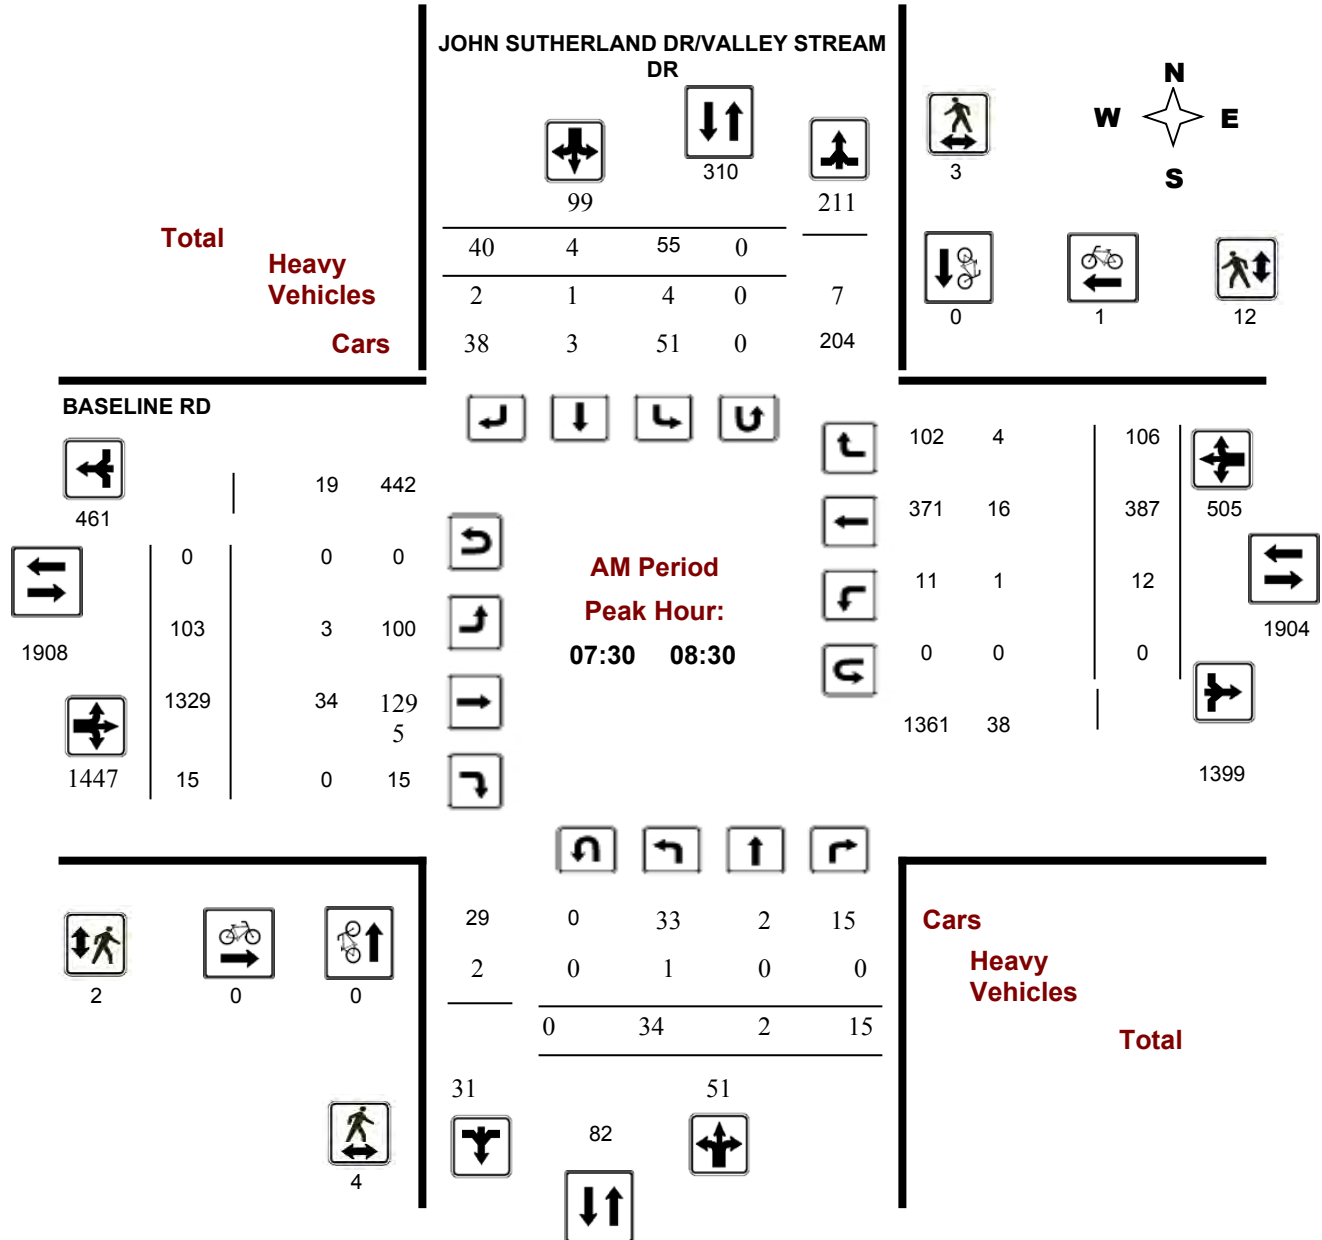 JOHN SUTHERLAND DR/VALLEY STREAM
DR
N
W E
S
310
3
99
211
Total
40 4 55 0
Heavy
Vehicles
2 1 4 0 7
Cars
38 3 51 0 204
0 1 12
BASELINE RD
102 4 106
19 442
461
371 16 387 505
0 0 0
AM Period
11 1 12
Peak Hour:
103 3 100
1904
1908
07:30 08:30
0 0 0
1329 34 129
5
1361 38
1447 15 0 15
1399
29 0 33 2 15
Cars
2 0 1 0 0
Heavy
Vehicles
2 0 0
0 34 2 15
Total
31 51
82
4